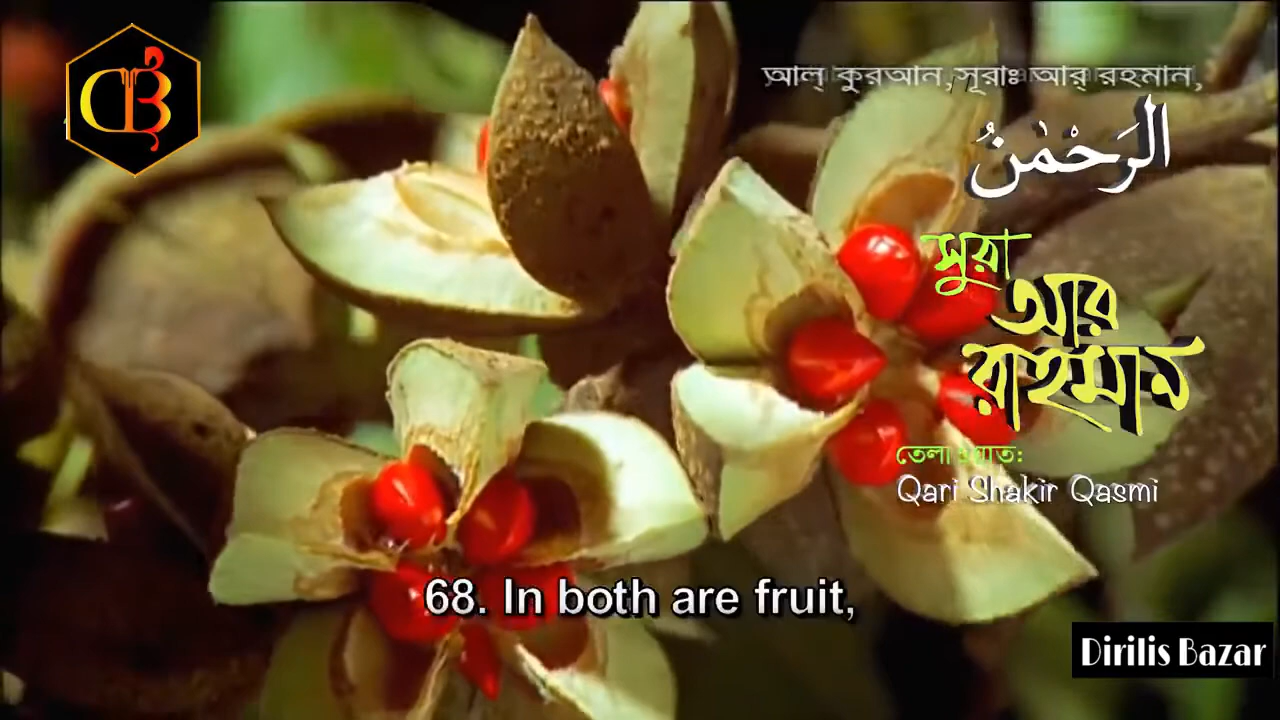 আল্ কুরআন,সূরাঃ আর্ রহমান,
الرَحْمٰنُ
সুরা
আর
রাহমান
তেলাওয়াত:
Qari Shakir Qasmi
68. In both are fruit,
Dirilis Bazar